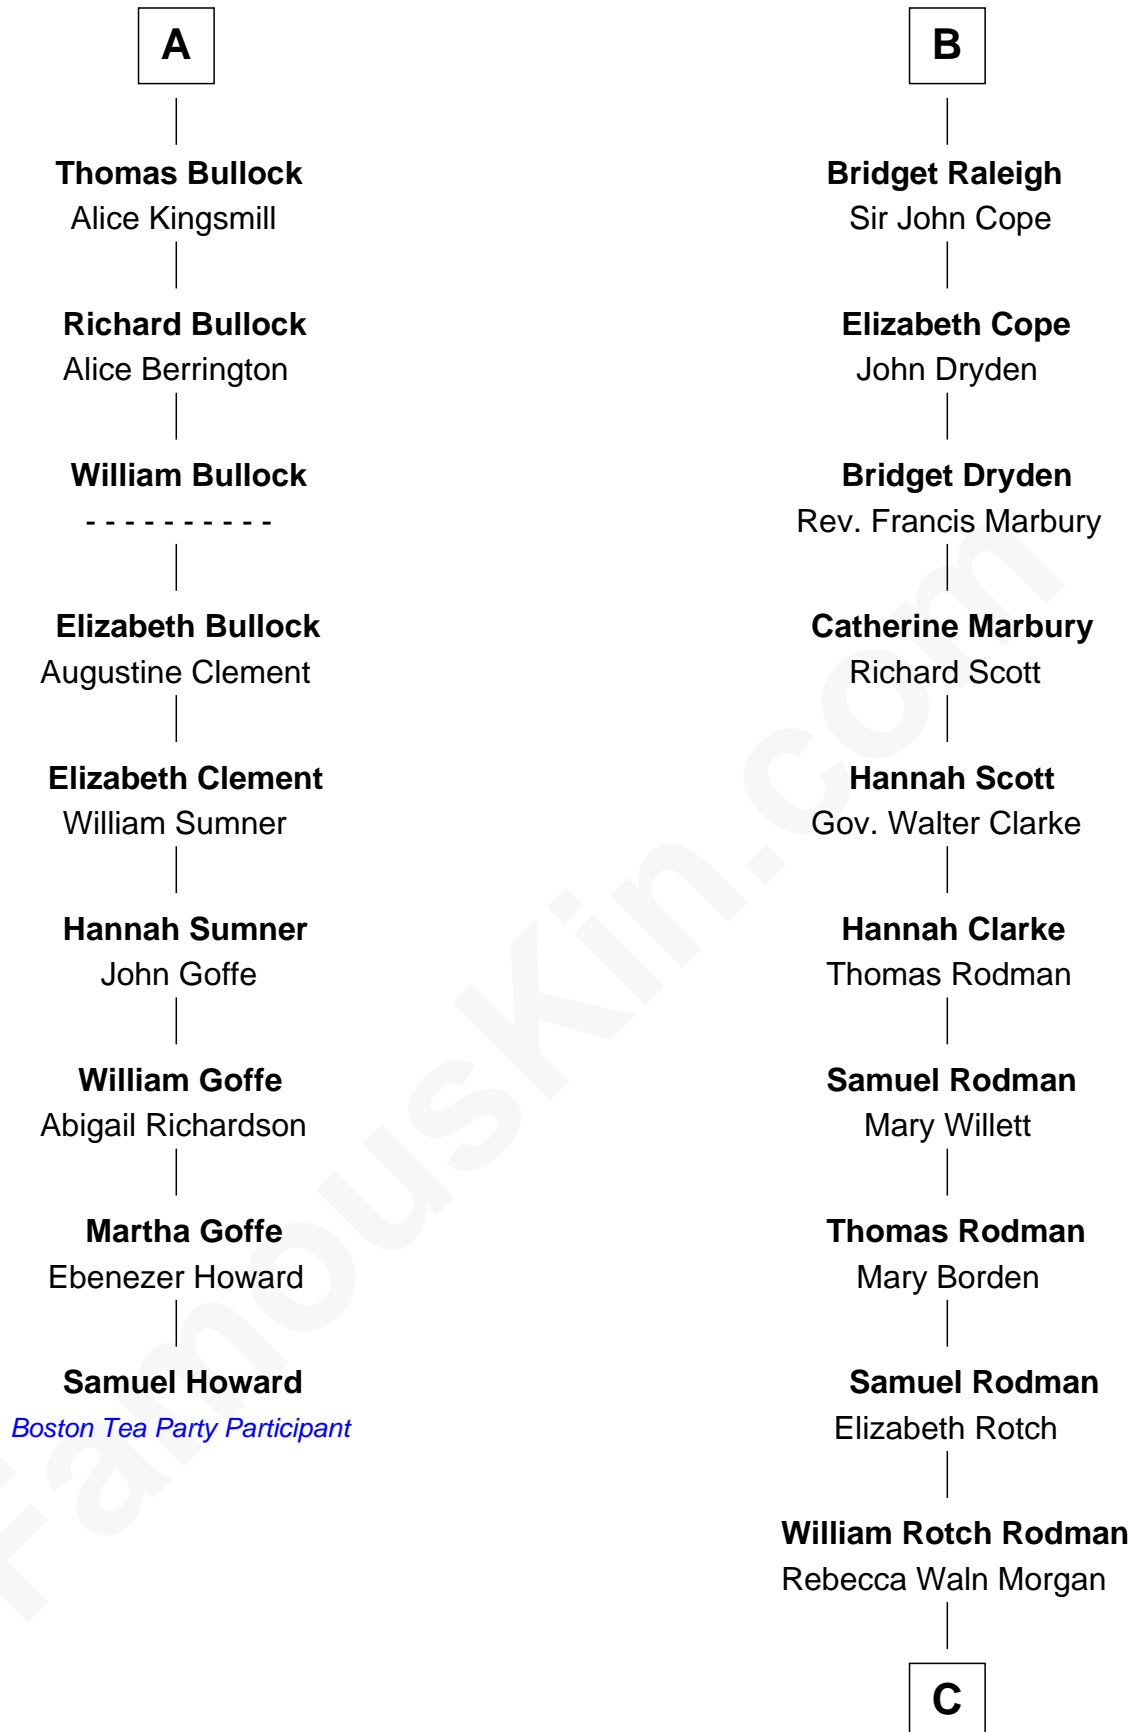 A
Thomas Bullock
Alice Kingsmill
Richard Bullock
Alice Berrington
William Bullock
- - - - - - - - - -
Elizabeth Bullock
Augustine Clement
Elizabeth Clement
William Sumner
Hannah Sumner
John Goffe
William Goffe
Abigail Richardson
Martha Goffe
Ebenezer Howard
Samuel Howard
Boston Tea Party Participant
B
Bridget Raleigh
Sir John Cope
Elizabeth Cope
John Dryden
Bridget Dryden
Rev. Francis Marbury
Catherine Marbury
Richard Scott
Hannah Scott
Gov. Walter Clarke
Hannah Clarke
Thomas Rodman
Samuel Rodman
Mary Willett
Thomas Rodman
Mary Borden
Samuel Rodman
Elizabeth Rotch
William Rotch Rodman
Rebecca Waln Morgan
C
FamousKin.com